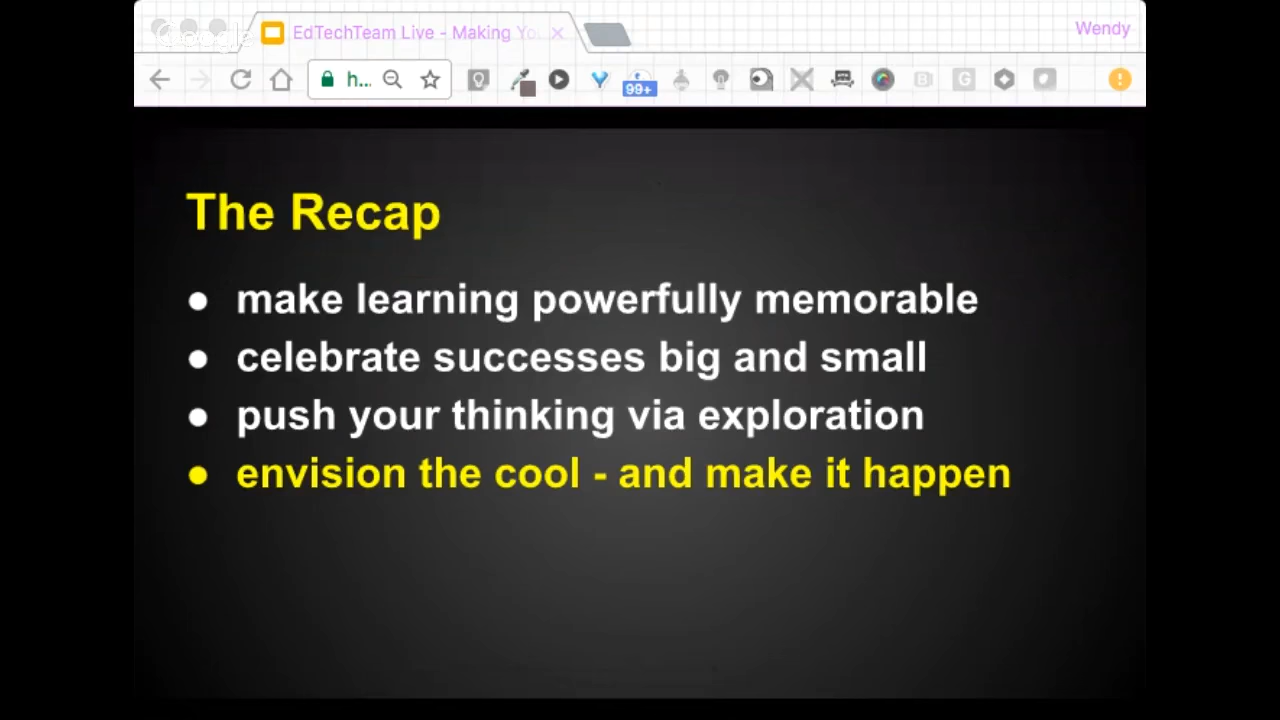 Google
EdTechTeam Live - Making Yo
Wendy
h...
99+
B
G
The Recap
● make learning powerfully memorable
● celebrate successes big and small
● push your thinking via exploration
● envision the cool - and make it happen